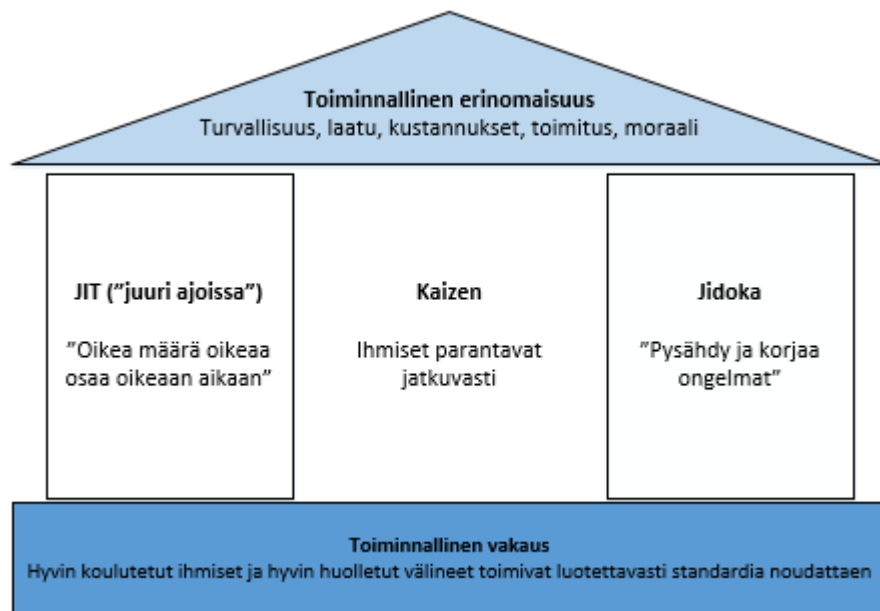 Toiminnallinen erinomaisuus
Turvallisuus, laatu, kustannukset, toimitus, moraali
JIT ("juuri ajoissa")
"Oikea määrä oikeaa
osaa oikeaan aikaan"
Kaizen
Ihmiset parantavat
jatkuvasti
Jidoka
"Pysähdy ja korjaa
ongelmat"
Toiminnallinen vakaus
Hyvin koulutetut ihmiset ja hyvin huolletut välineet toimivat luotettavasti standardia noudattaen